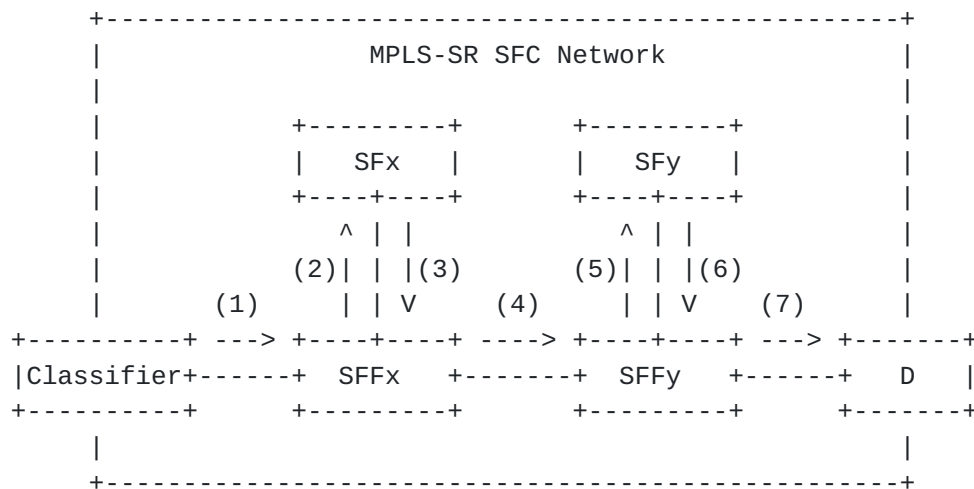 MPLS-SR SFC Network
SFx SFy
(2) (3) (5) (6)
(1) (4) (7)
Classifier SFFx SFFy D